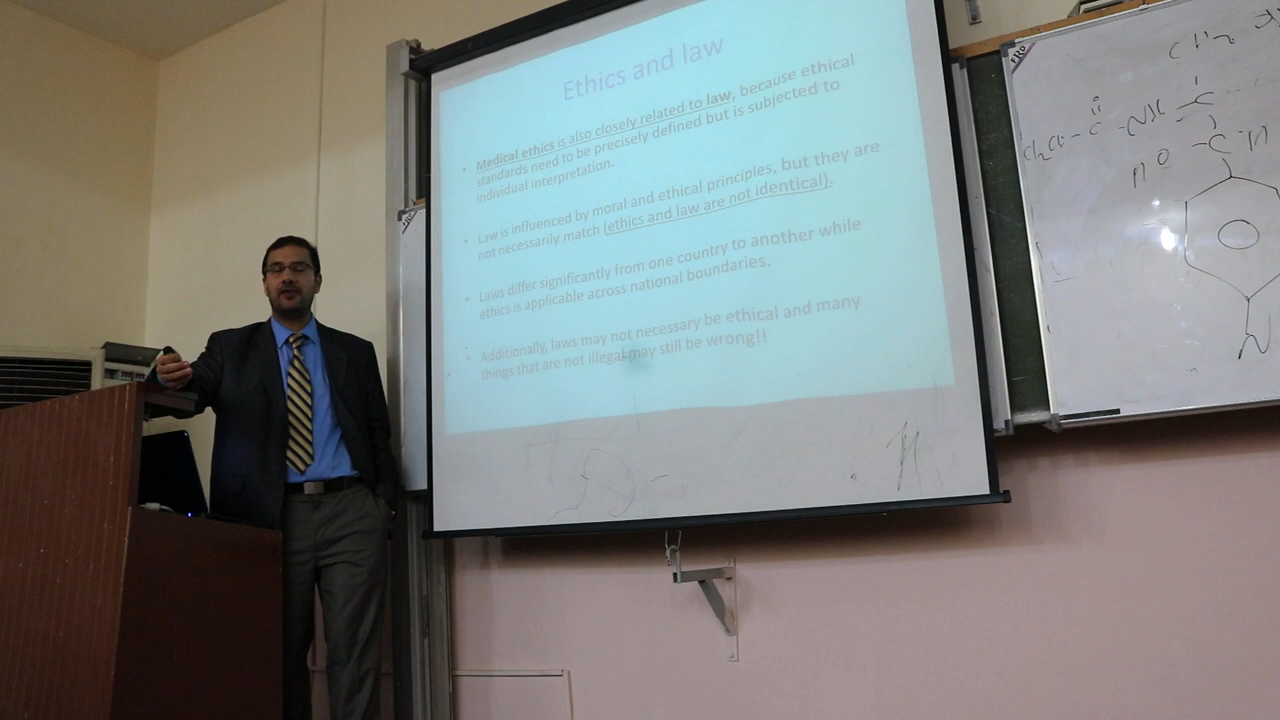 Ethics and law
• Medical ethics is also closely related to law, because ethical
standards need to be precisely defined but is subjected to
individual interpretation.
• Law is influenced by moral and ethical principles, but they are
not necessarily match (ethics and law are not identical).
• Laws differ significantly from one country to another while
ethics is applicable across national boundaries.
• Additionally, laws may not necessary be ethical and many
things that are not illegal may still be wrong!!